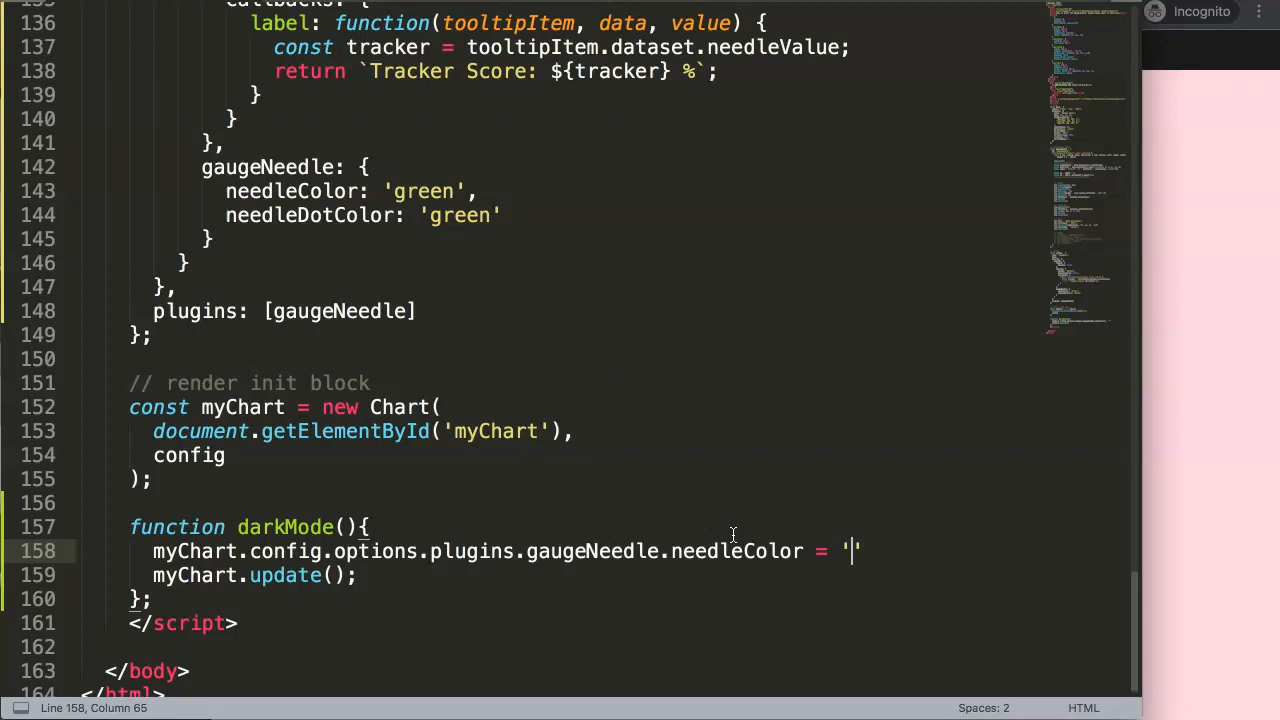 135 callbacks: {
136 label: function(tooltipItem, data, value) {
137 const tracker = tooltipItem.dataset.needleValue;
138 return `Tracker Score: ${tracker} %`;
139 }
140 }
141 },
142 gaugeNeedle: {
143 needleColor: 'green',
144 needleDotColor: 'green'
145 }
146 }
147 },
148 plugins: [gaugeNeedle]
149 };
150
151 // render init block
152 const myChart = new Chart(
153 document.getElementById('myChart'),
154 config
155 );
156
157 function darkMode(){
158 myChart.config.options.plugins.gaugeNeedle.needleColor = ''
159 myChart.update();
160 };
161 </script>
162
163 </body>
164 </html>
Line 158, Column 65
Spaces: 2
HTML
Incognito